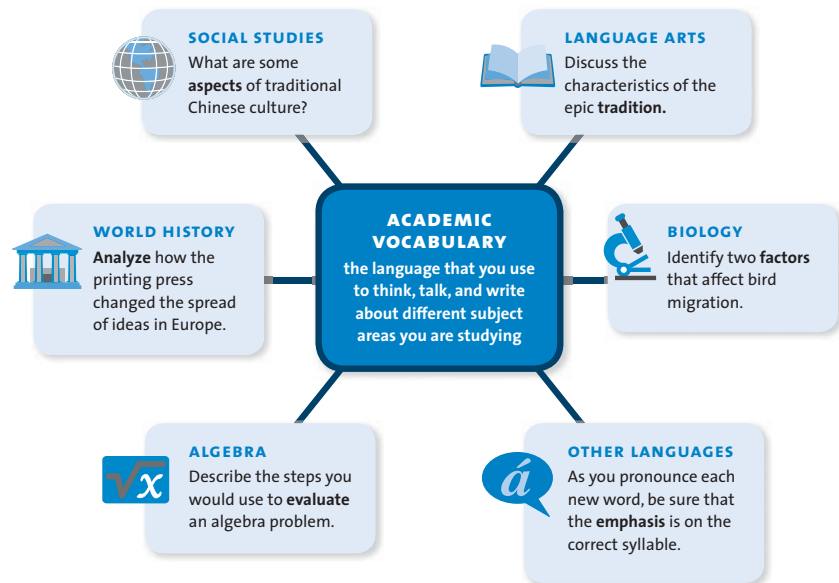 SOCIAL STUDIES
What are some
aspects of traditional
Chinese culture?
LANGUAGE ARTS
Discuss the
characteristics of the
epic tradition.
WORLD HISTORY
Analyze how the
printing press
changed the spread
of ideas in Europe.
ACADEMIC
VOCABULARY
the language that you use
to think, talk, and write
about different subject
areas you are studying
BIOLOGY
Identify two factors
that affect bird
migration.
√x
ALGEBRA
Describe the steps you
would use to evaluate
an algebra problem.
á
OTHER LANGUAGES
As you pronounce each
new word, be sure that
the emphasis is on the
correct syllable.